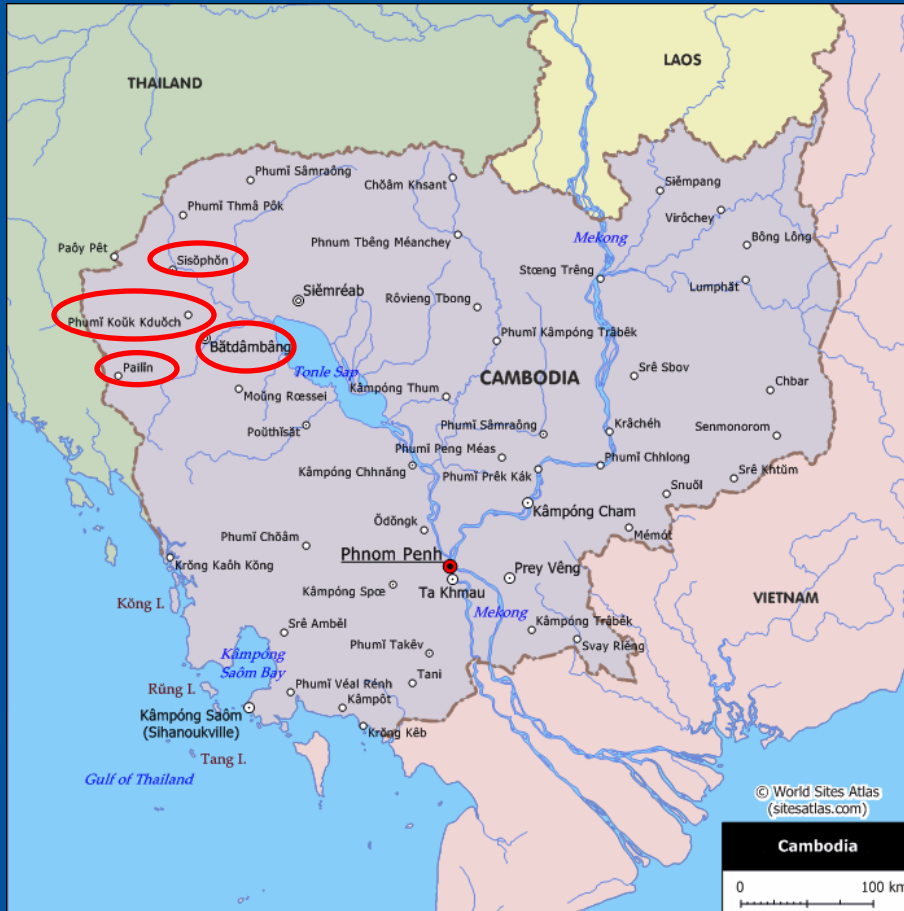 LAOS
THAILAND
Phumĭ Sâmraông
Chŏâm Khsant
Siĕmpang
Phumĭ Thmâ Pôk
Virôchey
Mekong
Phnum Tbêng Méanchey
Bông Lông
Paôy Pêt
Sisŏphŏn
Stœng Trêng
Lumphăt
Siĕmréab
Rôvieng Tbong
Phumĭ Koŭk Kduŏch
Phumĭ Kâmpóng Trâbêk
Bătdâmbâng
Pailĭn
Tonle Sap
CAMBODIA
Srê Sbov
Moŭng Rœssei
Kâmpóng Thum
Chbar
Poŭthĭsăt
Phumĭ Sâmraông
Krâchéh
Senmonorom
Phumĭ Peng Méas
Phumĭ Chhlong
Kâmpóng Chhnăng
Phumĭ Prêk Kák
Srê Khtŭm
Snuŏl
Kâmpóng Cham
Ŏdŏngk
Mémót
Phumĭ Chŏâm
Phnom Penh
Krŏng Kaôh Kŏng
Prey Vêng
Kâmpóng Spœ
Ta Khmau
VIETNAM
Kŏng I.
Mekong
Srê Ambĕl
Kâmpóng Trâbêk
Svay Riĕng
Kâmpóng
Saôm Bay
Phumĭ Takêv
Tani
Rŭng I.
Phumĭ Véal Rénh
Kâmpôt
Kâmpóng Saôm
(Sihanoukville)
Krŏng Kêb
Tang I.
Gulf of Thailand
© World Sites Atlas
(sitesatlas.com)
Cambodia
0 100 km